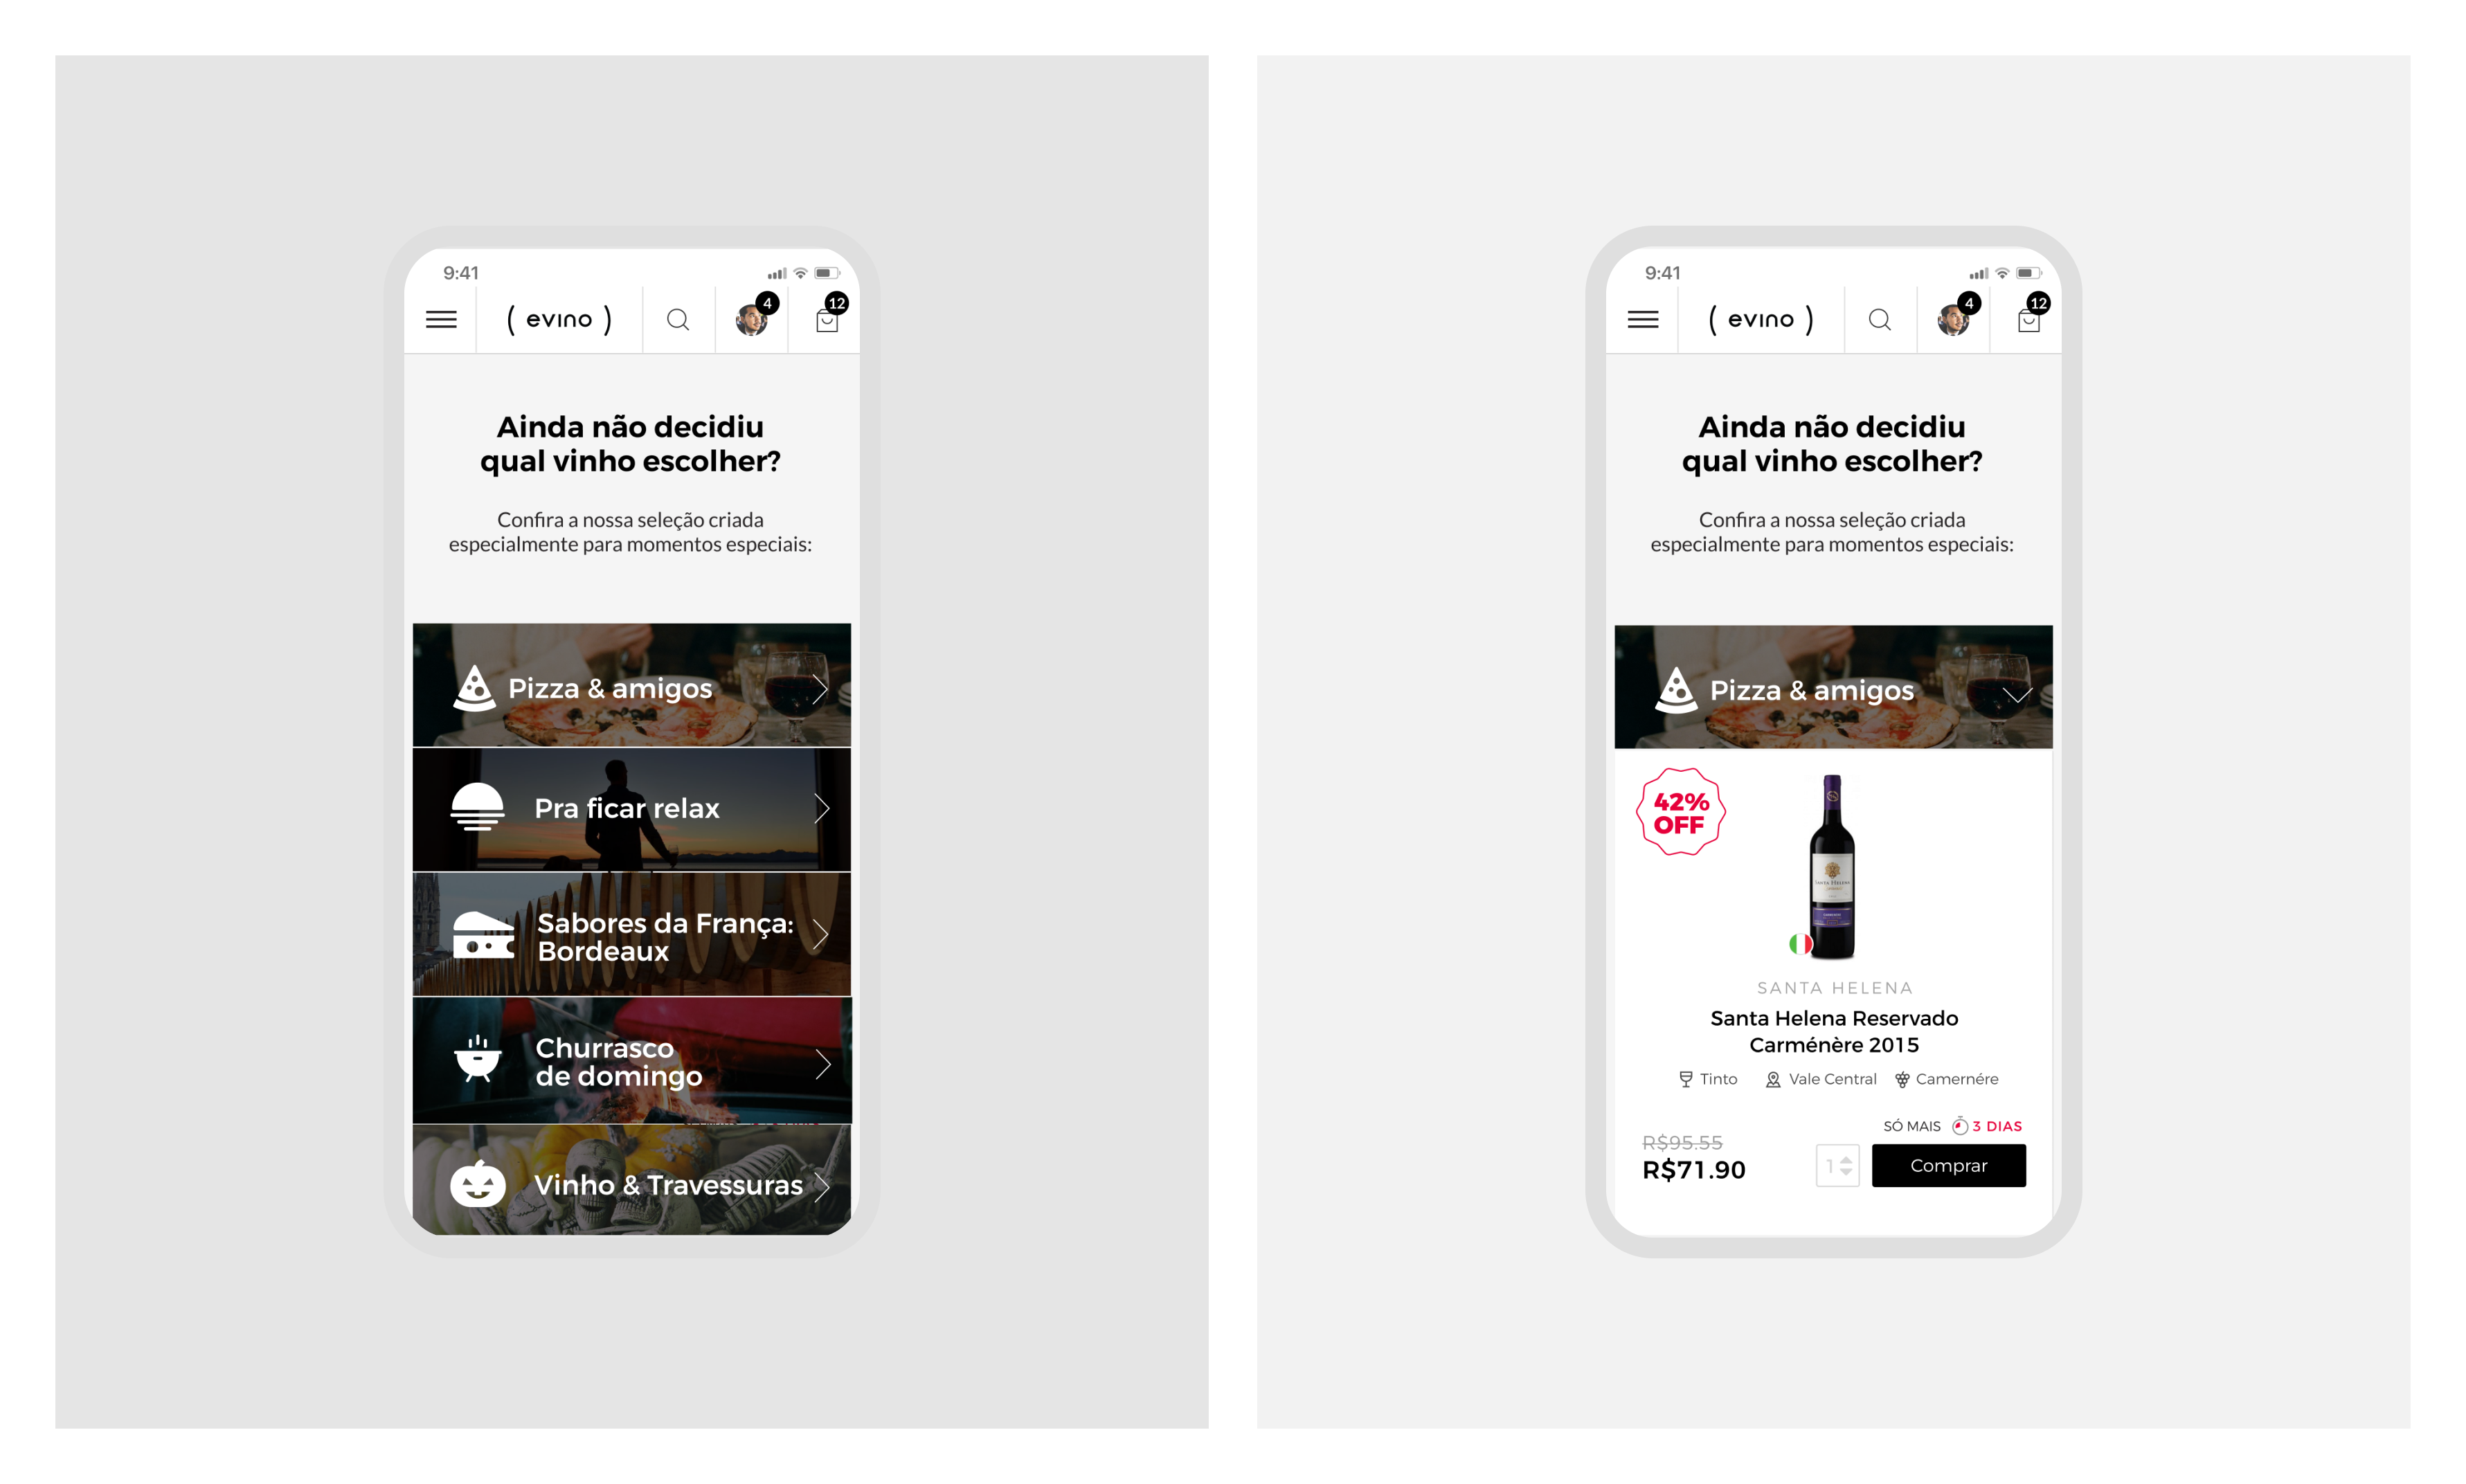 9:41
( evino )
4
12
Ainda não decidiu
qual vinho escolher?
Confira a nossa seleção criada
especialmente para momentos especiais:
Pizza & amigos
Pra ficar relax
Sabores da França:
Bordeaux
Churrasco
de domingo
Vinho & Travessuras
9:41
( evino )
4
12
Ainda não decidiu
qual vinho escolher?
Confira a nossa seleção criada
especialmente para momentos especiais:
Pizza & amigos
42%
OFF
SANTA HELENA
SANTA HELENA
Santa Helena Reservado
Carménère 2015
Tinto Vale Central Camernére
SÓ MAIS 3 DIAS
R$95.55
R$71.90
1
Comprar